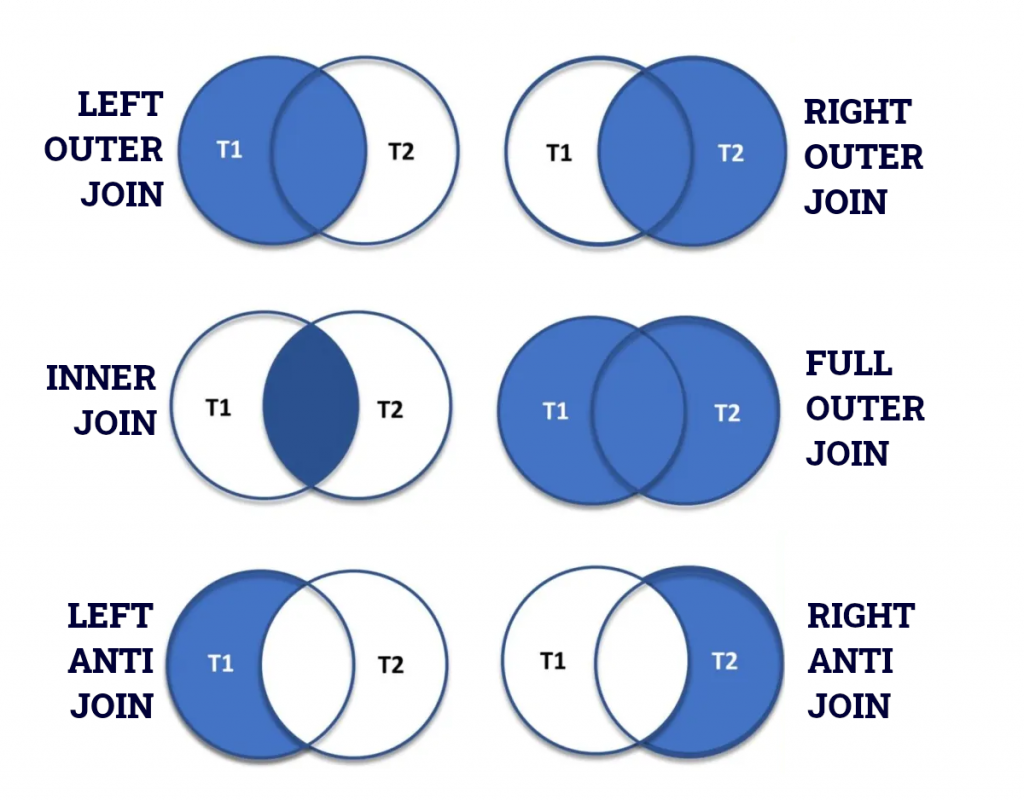 LEFT
OUTER
JOIN
T1
T2
T1
T2
RIGHT
OUTER
JOIN
INNER
JOIN
T1
T2
T1
T2
FULL
OUTER
JOIN
LEFT
ANTI
JOIN
T1
T2
T1
T2
RIGHT
ANTI
JOIN